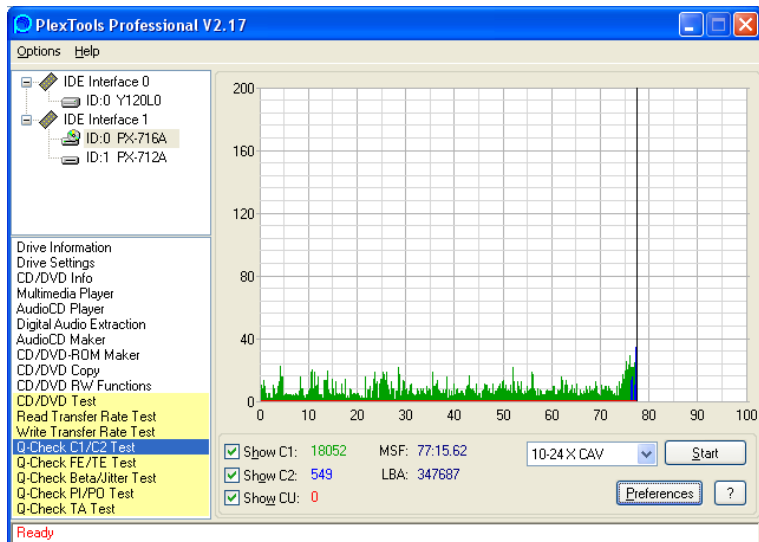 PlexTools Professional V2.17
Options Help
IDE Interface 0
ID:0 Y120L0
IDE Interface 1
ID:0 PX-716A
ID:1 PX-712A
Drive Information
Drive Settings
CD/DVD Info
Multimedia Player
AudioCD Player
Digital Audio Extraction
AudioCD Maker
CD/DVD-ROM Maker
CD/DVD Copy
CD/DVD RW Functions
CD/DVD Test
Read Transfer Rate Test
Write Transfer Rate Test
Q-Check C1/C2 Test
Q-Check FE/TE Test
Q-Check Beta/Jitter Test
Q-Check PI/PO Test
Q-Check TA Test
200
160
120
80
40
0
0 10 20 30 40 50 60 70 80 90 100
Show C1: 18052 MSF: 77:15.62 10-24 X CAV Start
Show C2: 549 LBA: 347687
Show CU: 0 Preferences ?
Ready